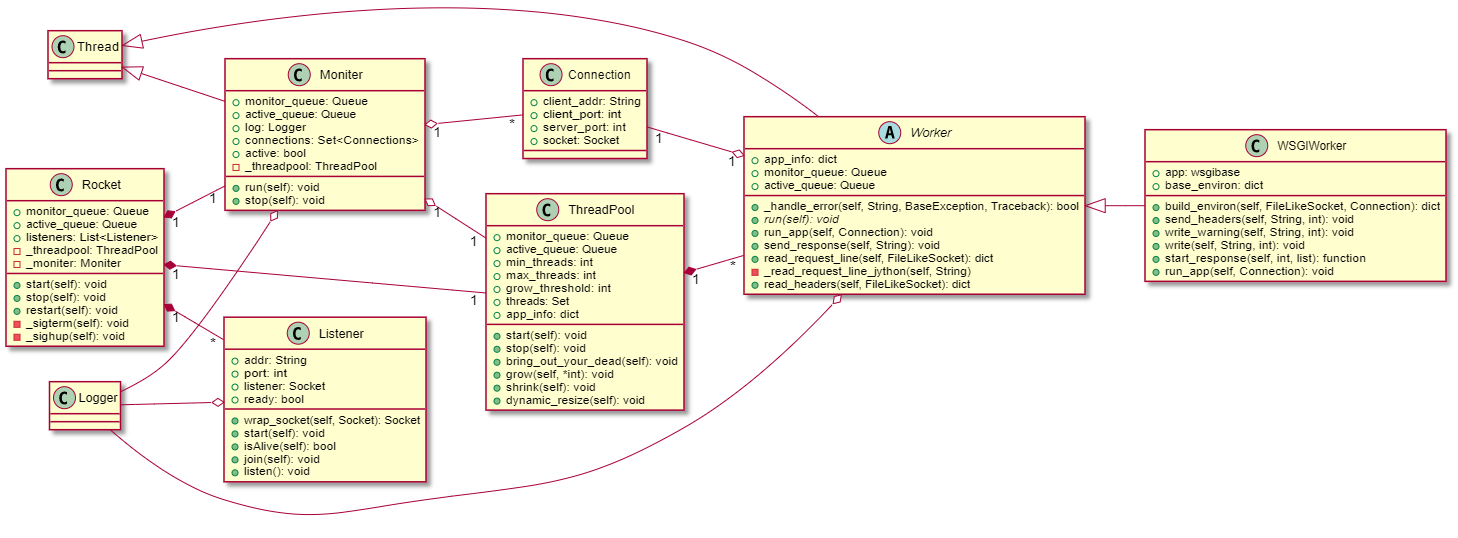 C Thread
C Moniter
monitor_queue: Queue
active_queue: Queue
log: Logger
connections: Set<Connections>
active: bool
_threadpool: ThreadPool
run(self): void
stop(self): void
C Connection
client_addr: String
client_port: int
server_port: int
socket: Socket
A Worker
app_info: dict
monitor_queue: Queue
active_queue: Queue
_handle_error(self, String, BaseException, Traceback): bool
run(self): void
run_app(self, Connection): void
send_response(self, String): void
read_request_line(self, FileLikeSocket): dict
_read_request_line_jython(self, String)
read_headers(self, FileLikeSocket): dict
C WSGIWorker
app: wsgibase
base_environ: dict
build_environ(self, FileLikeSocket, Connection): dict
send_headers(self, String, int): void
write_warning(self, String, int): void
write(self, String, int): void
start_response(self, int, list): function
run_app(self, Connection): void
C Rocket
monitor_queue: Queue
active_queue: Queue
listeners: List<Listener>
_threadpool: ThreadPool
_moniter: Moniter
start(self): void
stop(self): void
restart(self): void
_sigterm(self): void
_sighup(self): void
C ThreadPool
monitor_queue: Queue
active_queue: Queue
min_threads: int
max_threads: int
grow_threshold: int
threads: Set
app_info: dict
start(self): void
stop(self): void
bring_out_your_dead(self): void
grow(self, *int): void
shrink(self): void
dynamic_resize(self): void
C Listener
addr: String
port: int
listener: Socket
ready: bool
wrap_socket(self, Socket): Socket
start(self): void
isAlive(self): bool
join(self): void
listen(): void
C Logger
1
*
1
1
1
1
1
1
1
1
1
*
1
*